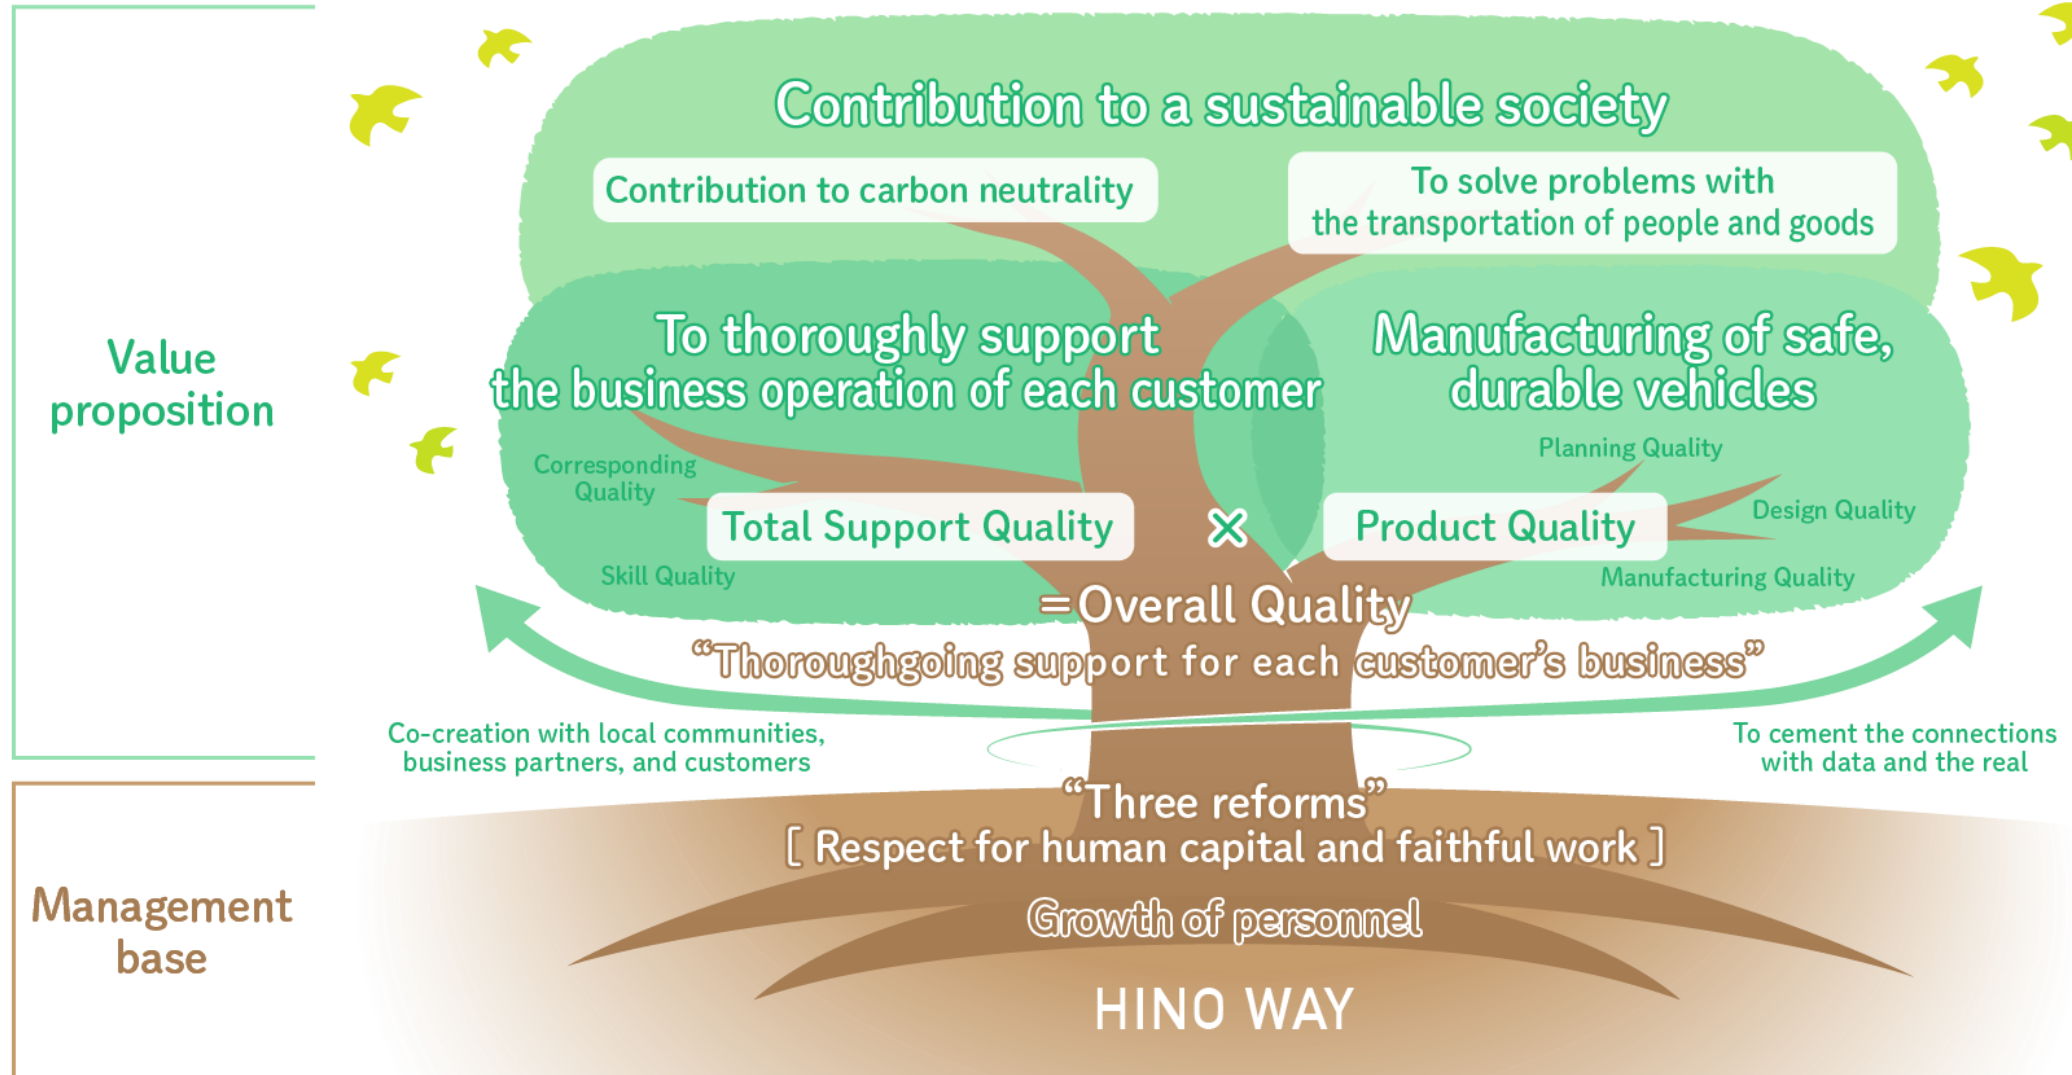 Value
proposition
Contribution to a sustainable society
Contribution to carbon neutrality
To solve problems with
the transportation of people and goods
To thoroughly support
the business operation of each customer
Manufacturing of safe,
durable vehicles
Corresponding
Quality
Total Support Quality
Skill Quality
×
Planning Quality
Product Quality
Design Quality
Manufacturing Quality
=Overall Quality
“Thoroughgoing support for each customer’s business”
Co-creation with local communities,
business partners, and customers
To cement the connections
with data and the real
Management
base
“Three reforms”
[ Respect for human capital and faithful work ]
Growth of personnel
HINO WAY